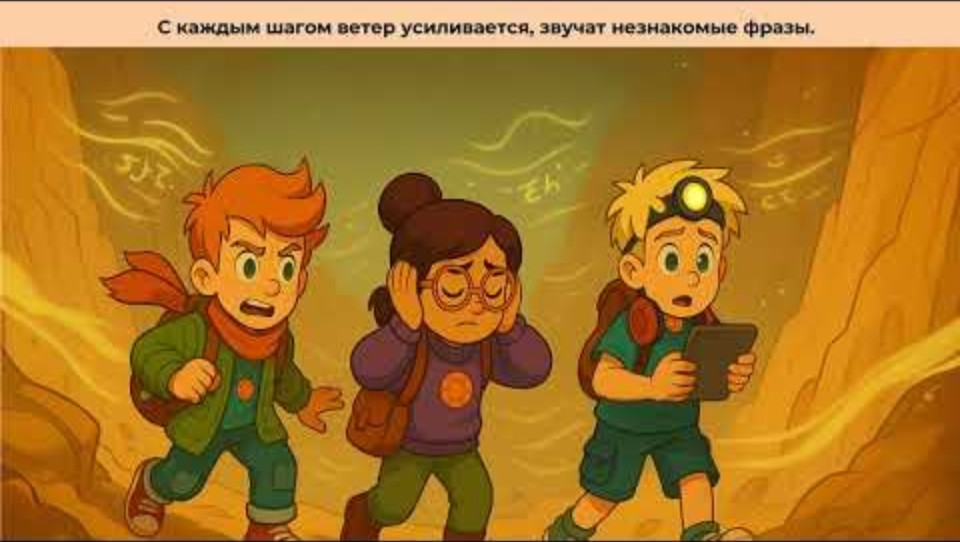 С каждым шагом ветер усиливается, звучат незнакомые фразы.